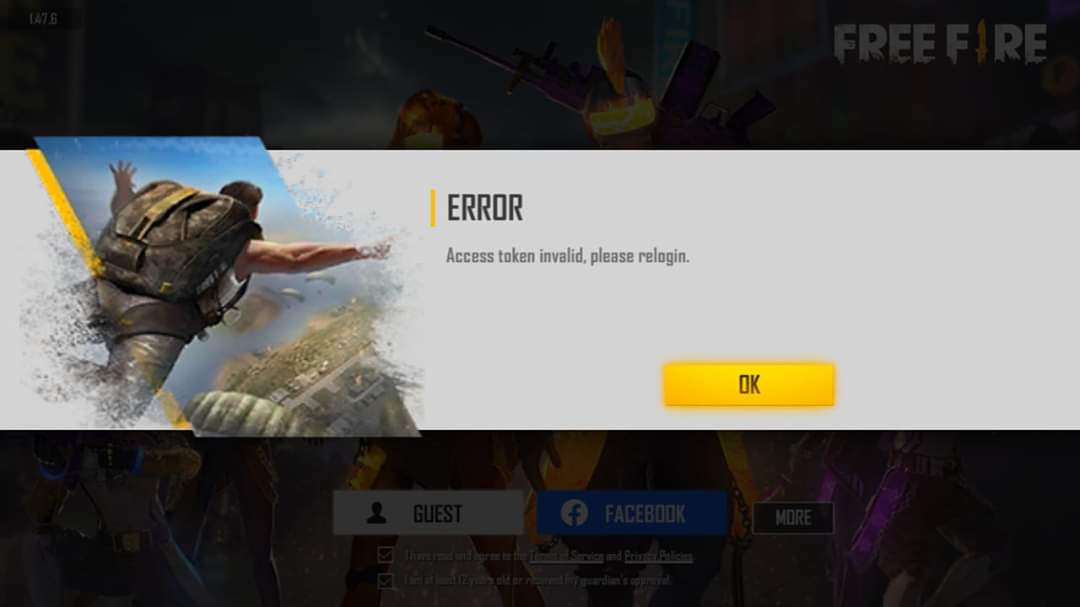 1.47.6
FREE FIRE
ERROR
Access token invalid, please relogin.
OK
GUEST
FACEBOOK
MORE
I have read and agree to the Terms of Service and Privacy Policies.
I am at least 12 years old or received my guardian's approval.